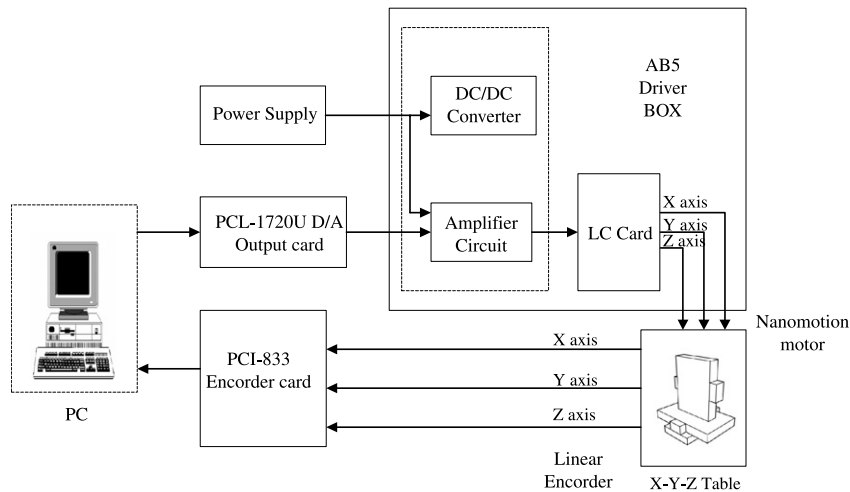 AB5
Driver
BOX
DC/DC
Converter
Power Supply
PCL-1720U D/A
Output card
Amplifier
Circuit
LC Card
X axis
Y axis
Z axis
Nanomotion
motor
PCI-833
Encorder card
X axis
Y axis
Z axis
PC
Linear
Encorder
X-Y-Z Table